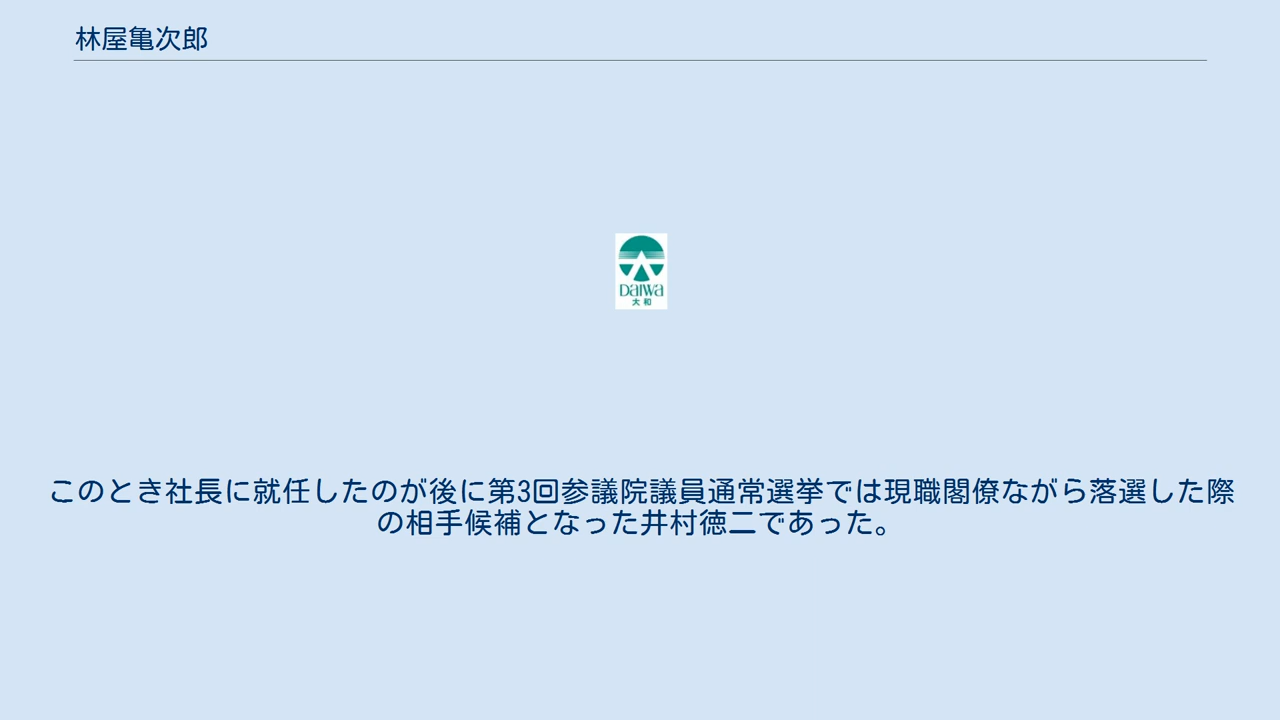 林屋亀次郎
DaIWa
大和
このとき社長に就任したのが後に第3回参議院議員通常選挙では現職閣僚ながら落選した際
の相手候補となった井村徳二であった。